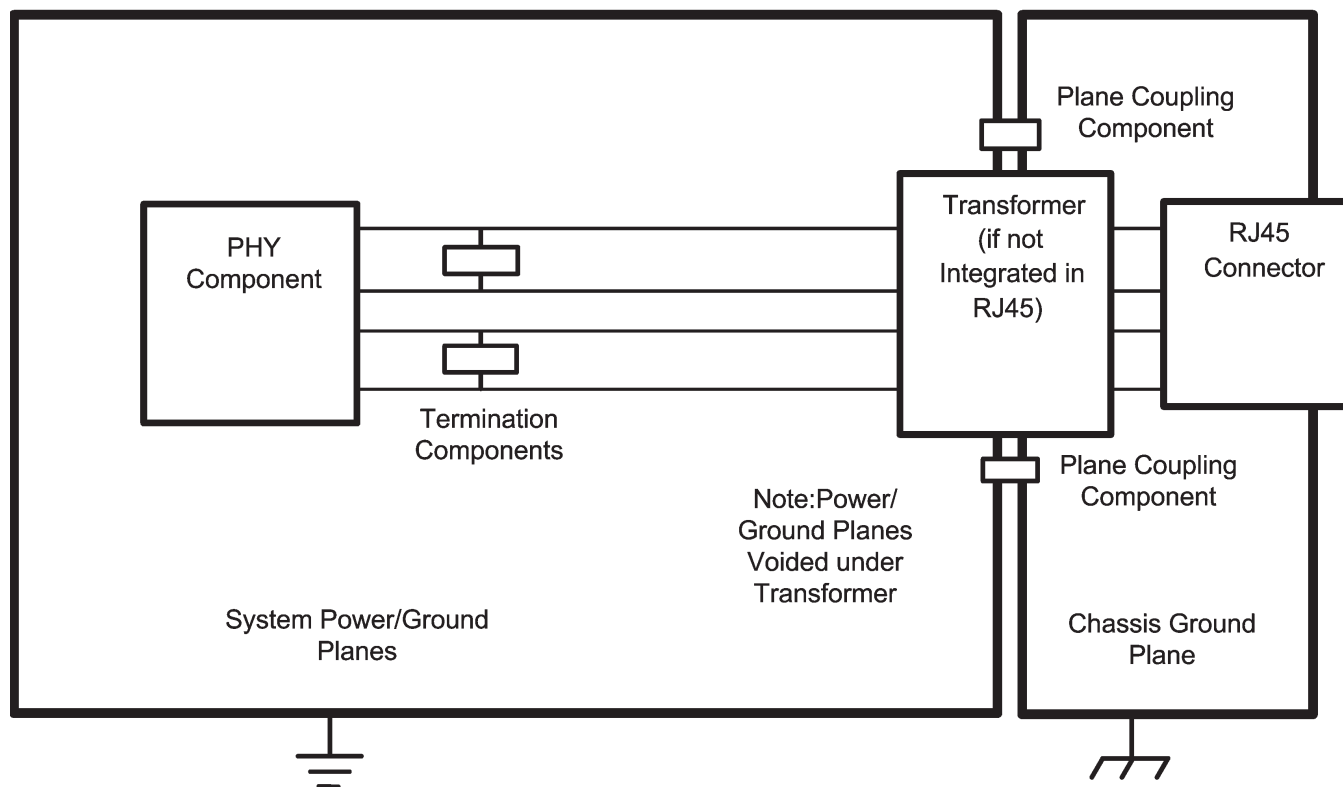 Plane Coupling
Component
PHY
Component
Transformer
(if not
Integrated in
RJ45)
RJ45
Connector
Termination
Components
Plane Coupling
Component
Note:Power/
Ground Planes
Voided under
Transformer
System Power/Ground
Planes
Chassis Ground
Plane